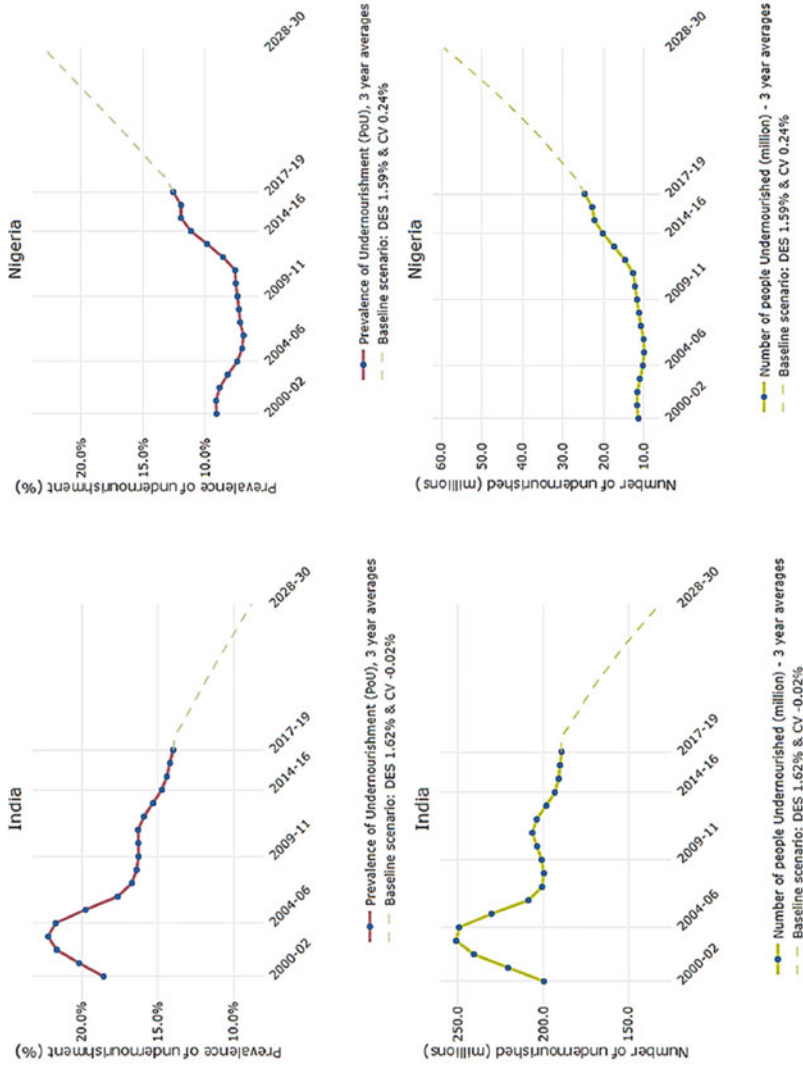 India
Prevalence of undernourishment (%)
20.0%
15.0%
10.0%
2000-02
2004-06
2009-11
2014-16
2017-19
2028-30
Prevalence of Undernourishment (PoU), 3 year averages
Baseline scenario: DES 1.62% & CV -0.02%
Nigeria
Prevalence of undernourishment (%)
20.0%
15.0%
10.0%
2000-02
2004-06
2009-11
2014-16
2017-19
2028-30
Prevalence of Undernourishment (PoU), 3 year averages
Baseline scenario: DES 1.59% & CV 0.24%
India
Number of undernourished (millions)
250.0
200.0
150.0
2000-02
2004-06
2009-11
2014-16
2017-19
2028-30
Number of people Undernourished (million) - 3 year averages
Baseline scenario: DES 1.62% & CV -0.02%
Nigeria
Number of undernourished (millions)
60.0
50.0
40.0
30.0
20.0
10.0
2000-02
2004-06
2009-11
2014-16
2017-19
2028-30
Number of people Undernourished (million) - 3 year averages
Baseline scenario: DES 1.59% & CV 0.24%